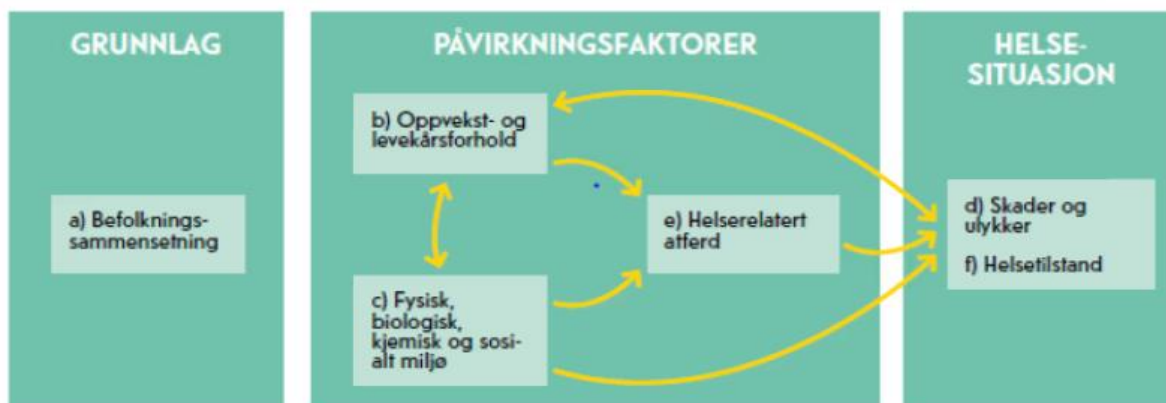 GRUNNLAG
a) Befolknings-
sammensetning
PÅVIRKNINGSFAKTORER
b) Oppvekst- og
levekårsforhold
c) Fysisk,
biologisk,
kjemisk og sosi-
alt miljø
e) Helserelatert
atferd
HELSE-
SITUASJON
d) Skader og
ulykker
f) Helsetilstand